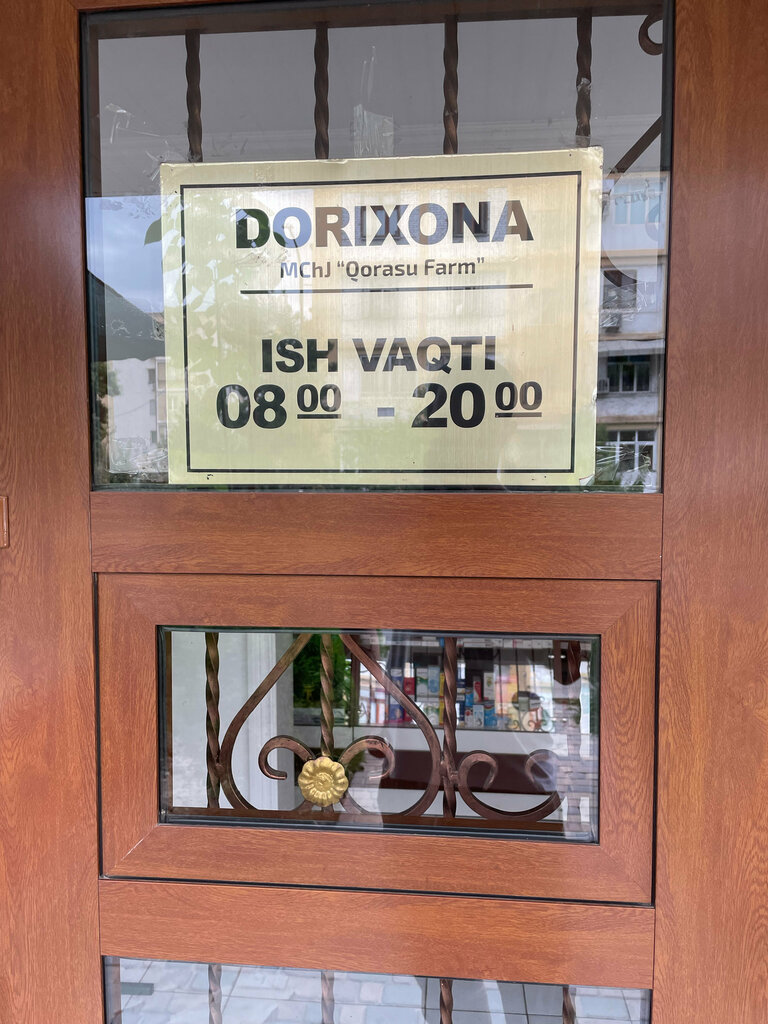 DORIXONA
MChJ "Qorasu Farm"
ISH VAQTI
08 00 - 20 00